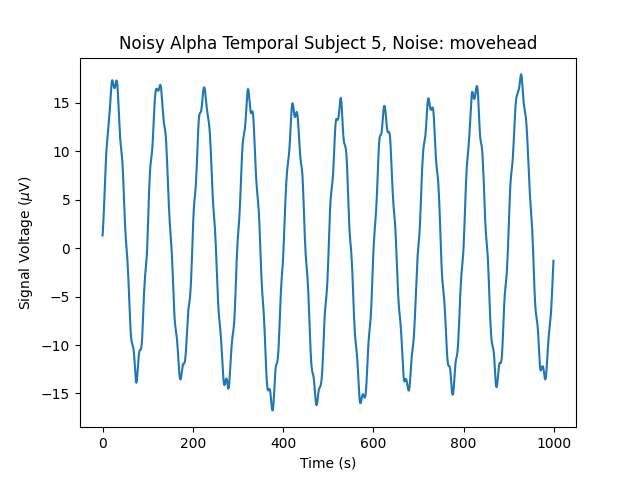 Noisy Alpha Temporal Subject 5, Noise: movehead
Signal Voltage (μV)
15
10
5
0
−5
−10
−15
0 200 400 600 800 1000
Time (s)